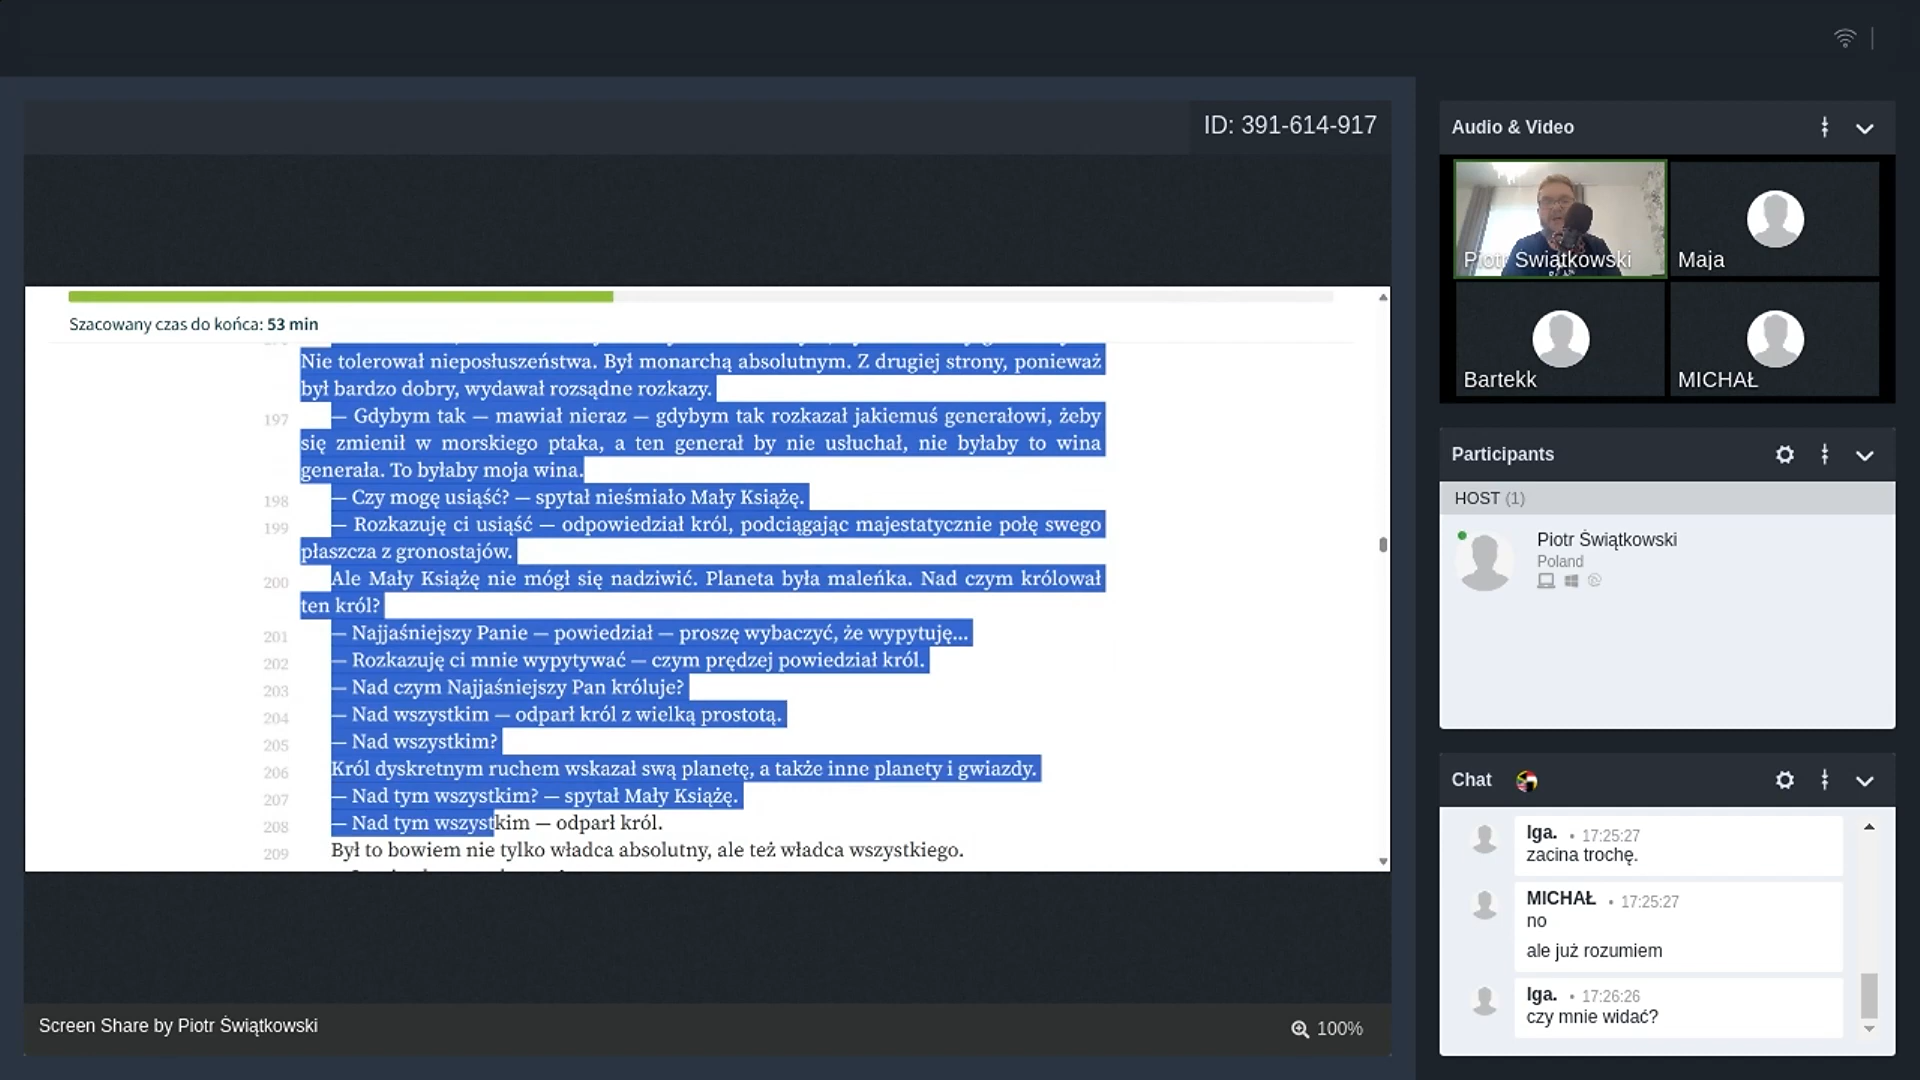 ID: 391-614-917
Szacowany czas do końca: 53 min
Nie tolerował nieposłuszeństwa. Był monarchą absolutnym. Z drugiej strony, ponieważ
był bardzo dobry, wydawał rozsądne rozkazy.
197 — Gdybym tak — mawiał nieraz — gdybym tak rozkazał jakiemuś generałowi, żeby
się zmienił w morskiego ptaka, a ten generał by nie usłuchał, nie byłaby to wina
generała. To byłaby moja wina.
198 — Czy mogę usiąść? — spytał nieśmiało Mały Książę.
199 — Rozkazuję ci usiąść — odpowiedział król, podciągając majestatycznie połę swego
płaszcza z gronostajów.
200 Ale Mały Książę nie mógł się nadziwić. Planeta była maleńka. Nad czym królował
ten król?
201 — Najjaśniejszy Panie — powiedział — proszę wybaczyć, że wypytuję...
202 — Rozkazuję ci mnie wypytywać — czym prędzej powiedział król.
203 — Nad czym Najjaśniejszy Pan króluje?
204 — Nad wszystkim — odparł król z wielką prostotą.
205 — Nad wszystkim?
206 Król dyskretnym ruchem wskazał swą planetę, a także inne planety i gwiazdy.
207 — Nad tym wszystkim? — spytał Mały Książę.
208 — Nad tym wszystkim — odparł król.
209 Był to bowiem nie tylko władca absolutny, ale też władca wszystkiego.
Screen Share by Piotr Świątkowski
100%
Audio & Video
Piotr Świątkowski
Maja
Bartekk
MICHAŁ
Participants
HOST (1)
Piotr Świątkowski
Poland
Chat
Iga. • 17:25:27
zacina trochę.
MICHAŁ • 17:25:27
no
ale już rozumiem
Iga. • 17:26:26
czy mnie widać?